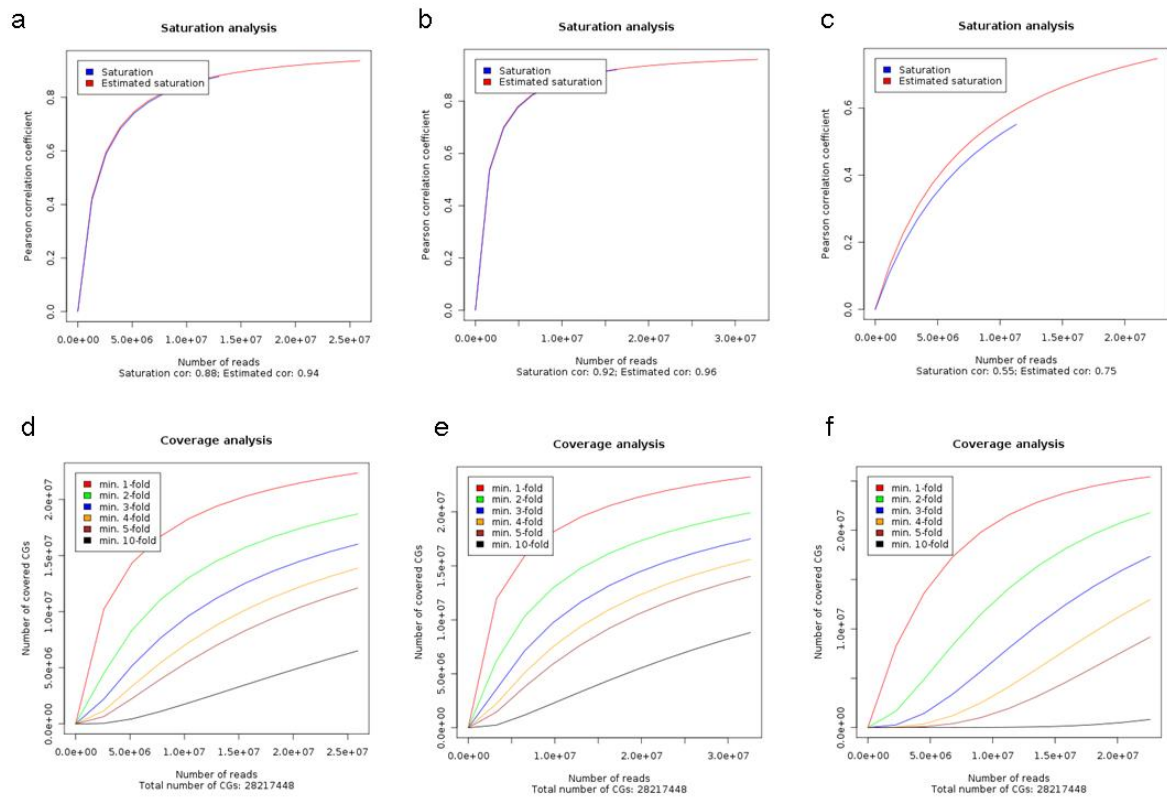 a
Saturation analysis
Saturation
Estimated saturation
Pearson correlation coefficient
0.0 0.2 0.4 0.6 0.8
0.0e+00 5.0e+06 1.0e+07 1.5e+07 2.0e+07 2.5e+07
Number of reads
Saturation cor: 0.88; Estimated cor: 0.94
b
Saturation analysis
Saturation
Estimated saturation
Pearson correlation coefficient
0.0 0.2 0.4 0.6 0.8
0.0e+00 1.0e+07 2.0e+07 3.0e+07
Number of reads
Saturation cor: 0.92; Estimated cor: 0.96
c
Saturation analysis
Saturation
Estimated saturation
Pearson correlation coefficient
0.0 0.2 0.4 0.6
0.0e+00 5.0e+06 1.0e+07 1.5e+07 2.0e+07
Number of reads
Saturation cor: 0.55; Estimated cor: 0.75
d
Coverage analysis
min. 1-fold
min. 2-fold
min. 3-fold
min. 4-fold
min. 5-fold
min. 10-fold
Number of covered CGs
0.0e+00 5.0e+06 1.0e+07 1.5e+07 2.0e+07
0.0e+00 5.0e+06 1.0e+07 1.5e+07 2.0e+07 2.5e+07
Number of reads
Total number of CGs: 28217448
e
Coverage analysis
min. 1-fold
min. 2-fold
min. 3-fold
min. 4-fold
min. 5-fold
min. 10-fold
Number of covered CGs
0.0e+00 5.0e+06 1.0e+07 1.5e+07 2.0e+07
0.0e+00 1.0e+07 2.0e+07 3.0e+07
Number of reads
Total number of CGs: 28217448
f
Coverage analysis
min. 1-fold
min. 2-fold
min. 3-fold
min. 4-fold
min. 5-fold
min. 10-fold
Number of covered CGs
0.0e+00 1.0e+07 2.0e+07
0.0e+00 5.0e+06 1.0e+07 1.5e+07 2.0e+07
Number of reads
Total number of CGs: 28217448